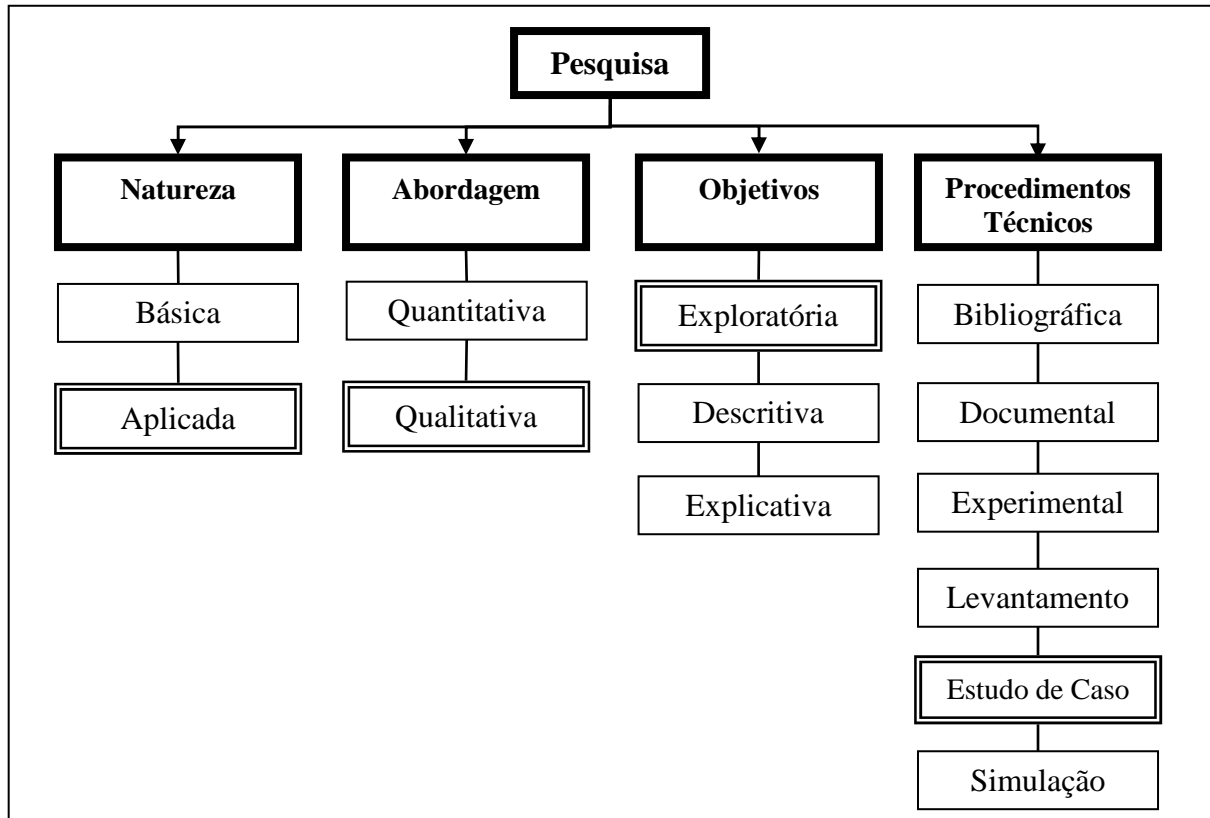 Pesquisa
Natureza
Básica
Aplicada
Abordagem
Quantitativa
Qualitativa
Objetivos
Exploratória
Descritiva
Explicativa
Procedimentos
Técnicos
Bibliográfica
Documental
Experimental
Levantamento
Estudo de Caso
Simulação